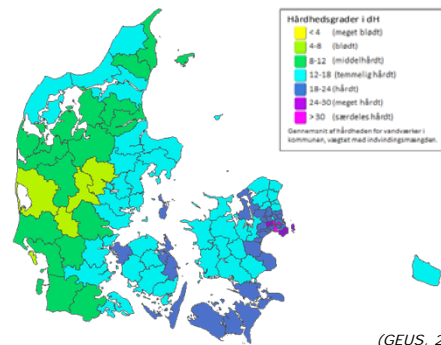 Hårdhedsgrader i dH
< 4 (meget blødt)
4-8 (blødt)
8-12 (middelhårdt)
12-18 (temmelig hårdt)
18-24 (hårdt)
24-30 (meget hårdt)
> 30 (særdeles hårdt)
Gennemsnit af hårdheden for vandværker i
kommunen, vægtet med indvindingsmængden.
(GEUS, 2